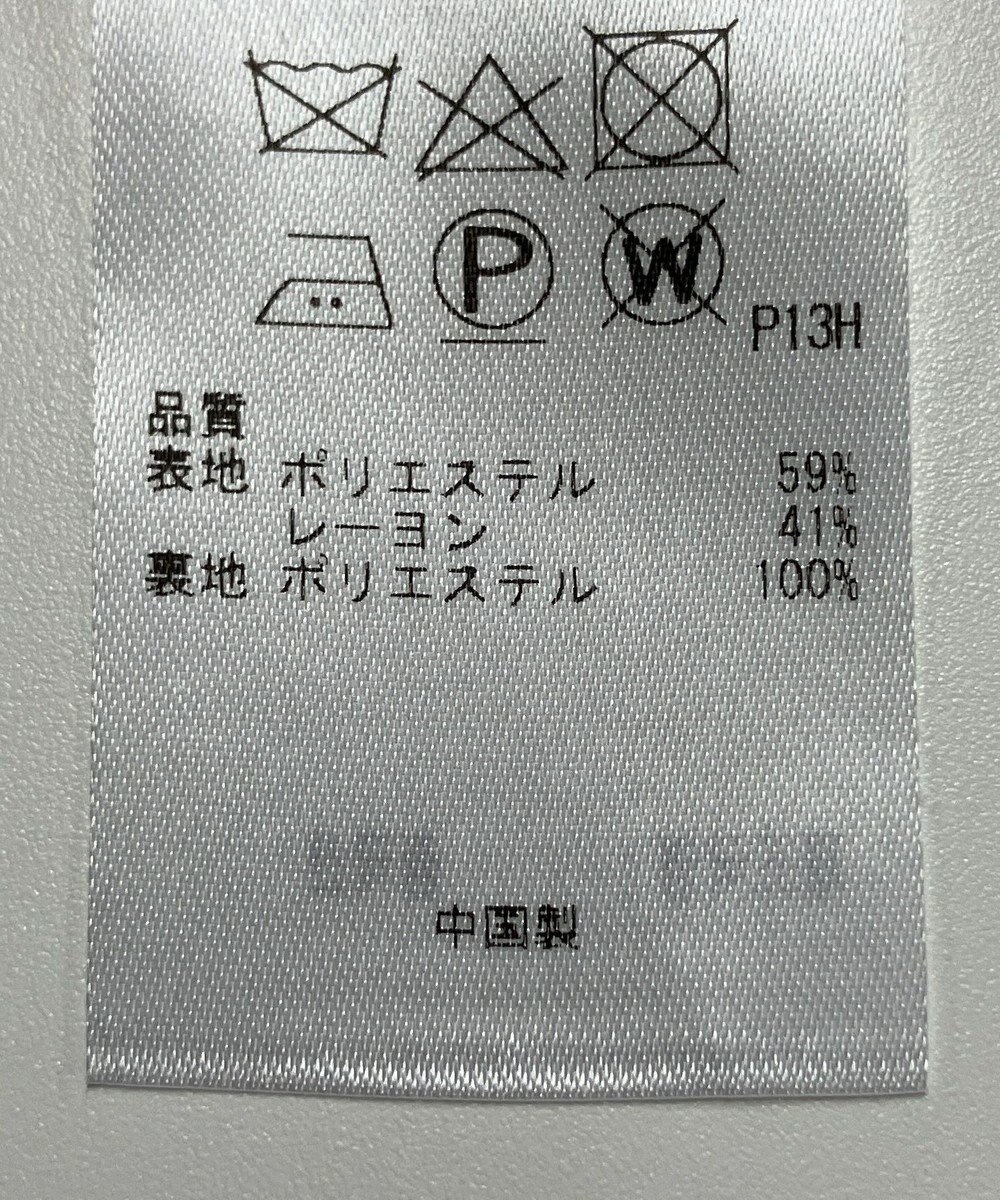 P
W
P13H
品質
表地 ポリエステル 59%
レーヨン 41%
裏地 ポリエステル 100%
中国製